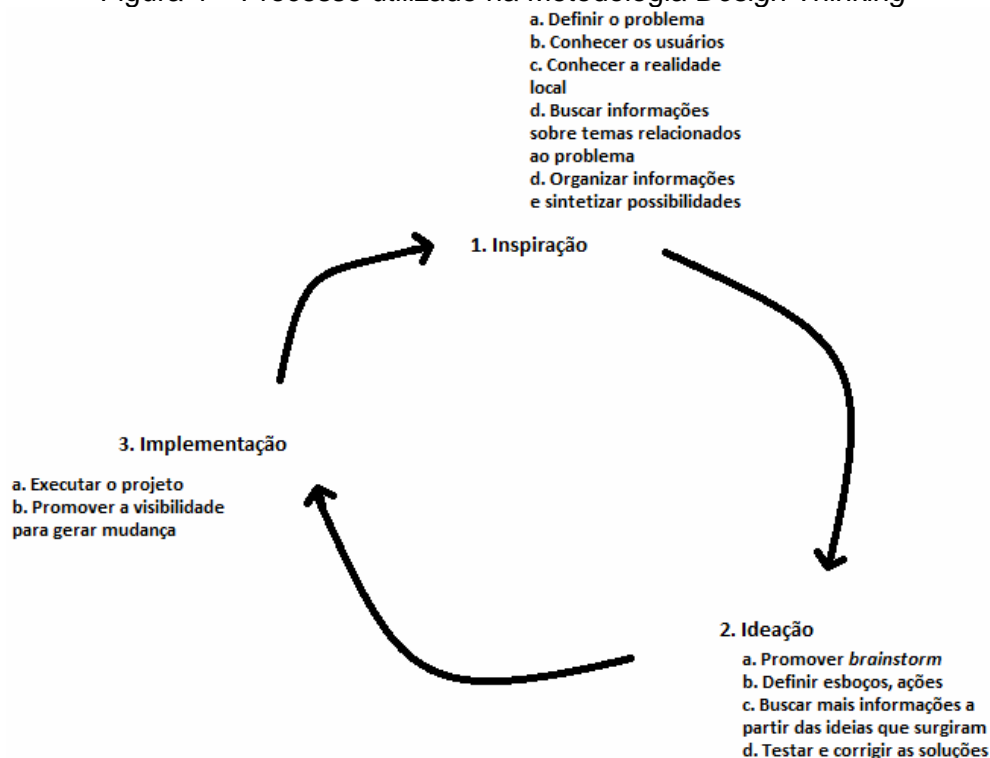 Figura 1 – Processo utilizado na metodologia Design Thinking
a. Definir o problema
b. Conhecer os usuários
c. Conhecer a realidade
local
d. Buscar informações
sobre temas relacionados
ao problema
d. Organizar informações
e sintetizar possibilidades
1. Inspiração
3. Implementação
a. Executar o projeto
b. Promover a visibilidade
para gerar mudança
2. Ideação
a. Promover brainstorm
b. Definir esboços, ações
c. Buscar mais informações a
partir das ideias que surgiram
d. Testar e corrigir as soluções